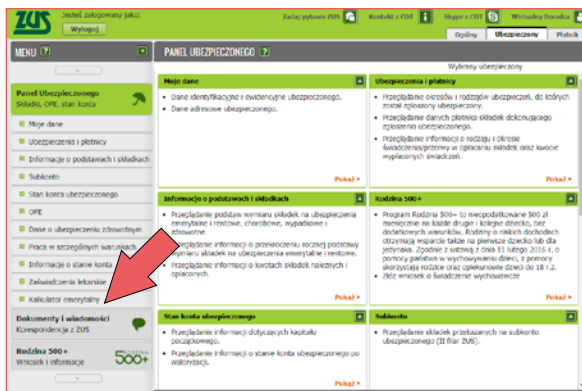 ZUS
Jesteś zalogowany jako:
Wyloguj
Zadaj pytanie ZUS
Kontakt z COT
Skype z COT
Wirtualny Doradca
Ogólny
Ubezpieczony
Płatnik
MENU
PANEL UBEZPIECZONEGO
Wybrany ubezpieczony
Panel Ubezpieczonego
Składki, OFE, stan konta
Moje dane
Ubezpieczenia i płatnicy
Informacje o podstawach i składkach
Subkonto
Stan konta ubezpieczonego
OFE
Dane o ubezpieczeniu zdrowotnym
Praca w szczególnych warunkach
Informacje o stanie konta
Zaświadczenia lekarskie
Kalkulator emerytalny
Dokumenty i wiadomości
Korespondencja z ZUS
Rodzina 500+
Wniosek i informacje
500+
Moje dane
Dane identyfikacyjne i ewidencyjne ubezpieczonego.
Dane adresowe ubezpieczonego.
Pokaż
Ubezpieczenia i płatnicy
Przeglądanie okresów i rodzajów ubezpieczeń, do których
został zgłoszony ubezpieczony.
Przeglądanie danych płatnika składek dokonującego
zgłoszenia ubezpieczonego.
Przeglądanie informacji o rodzaju i okresie
świadczenia/przerwy w opłacaniu składek oraz kwocie
wypłaconych świadczeń.
Pokaż
Informacje o podstawach i składkach
Przeglądanie podstaw wymiaru składek na ubezpieczenia
emerytalne i rentowe, chorobowe, wypadkowe i
zdrowotne.
Przeglądanie informacji o przekroczeniu rocznej podstawy
wymiaru składek na ubezpieczenia emerytalne i rentowe.
Przeglądanie informacji o kwotach składek należnych i
opłaconych.
Pokaż
Rodzina 500+
Program Rodzina 500+ to nieopodatkowane 500 zł
miesięcznie na każde drugie i kolejne dziecko, bez
dodatkowych warunków. Rodziny o niskich dochodach
otrzymają wsparcie także na pierwsze dziecko lub dla
jedynaka. Zgodnie z ustawą z dnia 11 lutego 2016 r. o
pomocy państwa w wychowywaniu dzieci, z pomocy
skorzystają rodzice oraz opiekunowie dzieci do 18 r.ż.
Złóż wniosek o świadczenie wychowawcze
Pokaż
Stan konta ubezpieczonego
Przeglądanie informacji dotyczących kapitału
początkowego.
Przeglądanie informacji o stanie konta ubezpieczonego po
waloryzacji.
Pokaż
Subkonto
Przeglądanie składek przekazanych na subkonto
ubezpieczonego (II filar ZUS).